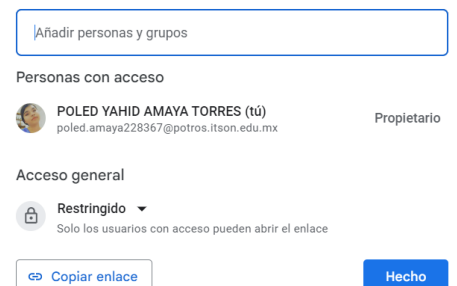 Añadir personas y grupos
Personas con acceso
POLED YAHID AMAYA TORRES (tú)
poled.amaya228367@potros.itson.edu.mx
Propietario
Acceso general
Restringido
Solo los usuarios con acceso pueden abrir el enlace
Copiar enlace
Hecho